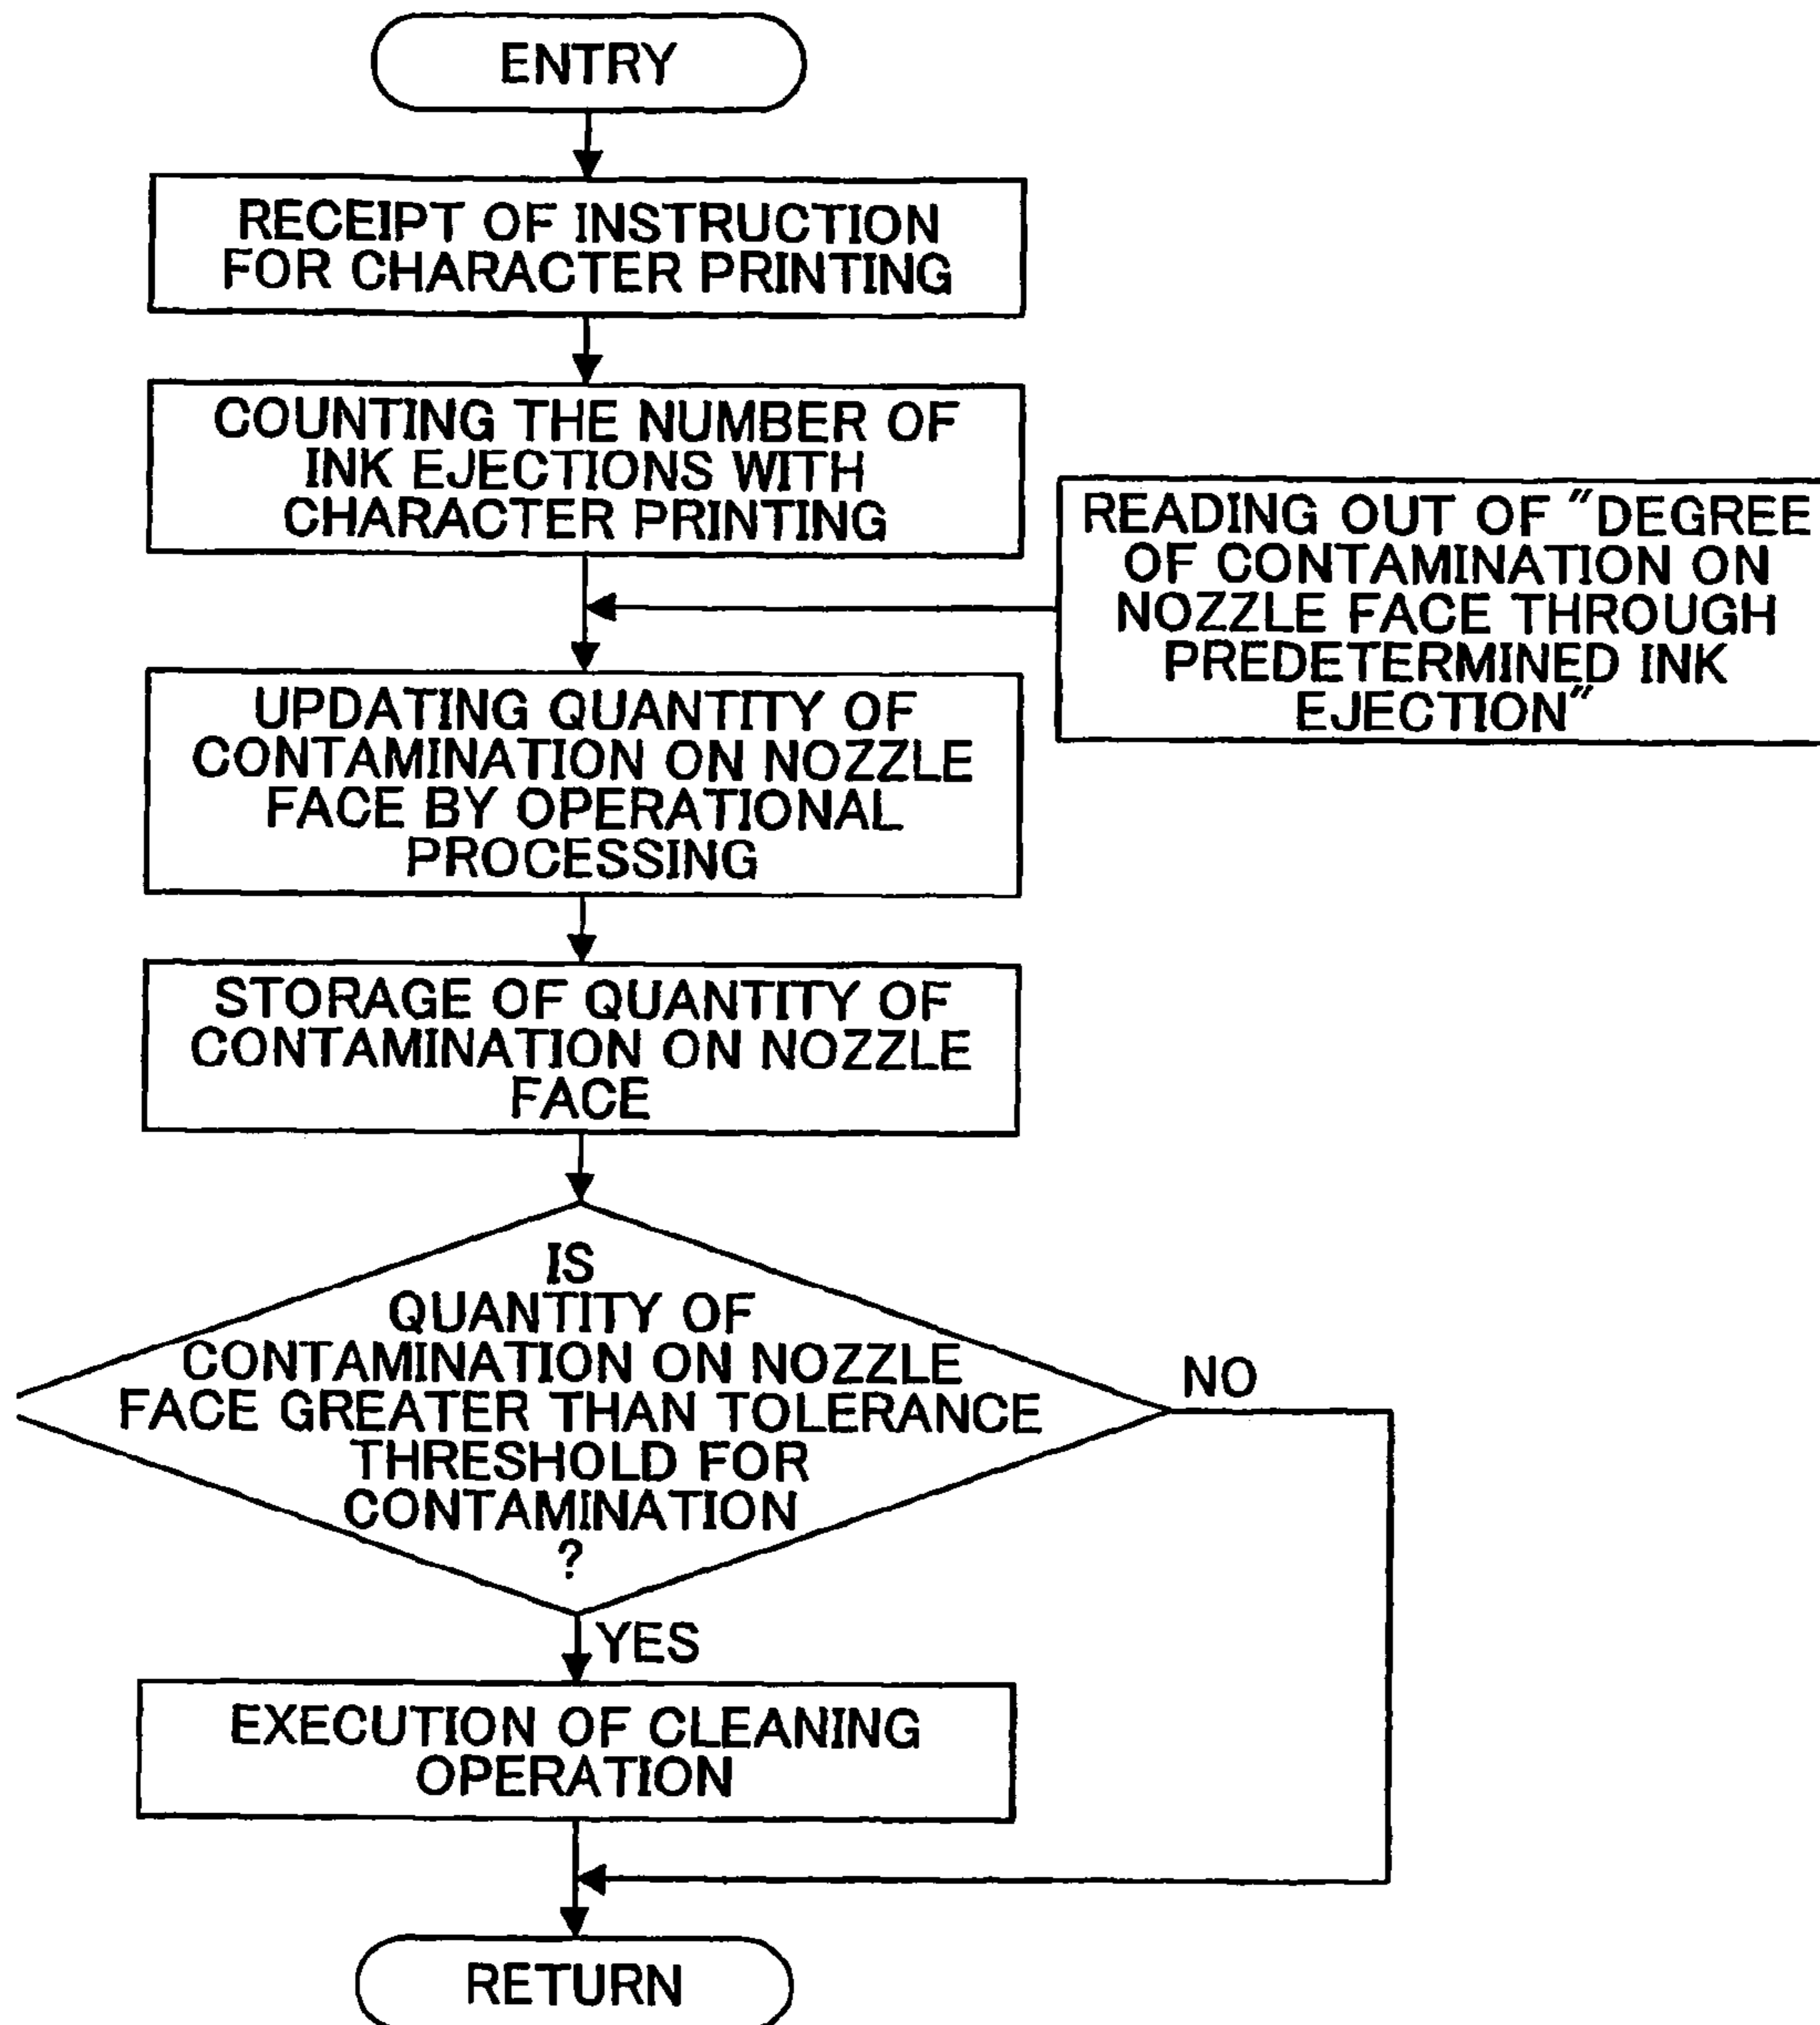 ENTRY
RECEIPT OF INSTRUCTION
FOR CHARACTER PRINTING
COUNTING THE NUMBER OF
INK EJECTIONS WITH
CHARACTER PRINTING
READING OUT OF "DEGREE
OF CONTAMINATION ON
NOZZLE FACE THROUGH
PREDETERMINED INK
EJECTION"
UPDATING QUANTITY OF
CONTAMINATION ON NOZZLE
FACE BY OPERATIONAL
PROCESSING
STORAGE OF QUANTITY OF
CONTAMINATION ON NOZZLE
FACE
IS
QUANTITY OF
CONTAMINATION ON NOZZLE
FACE GREATER THAN TOLERANCE
THRESHOLD FOR
CONTAMINATION
?
NO
YES
EXECUTION OF CLEANING
OPERATION
RETURN